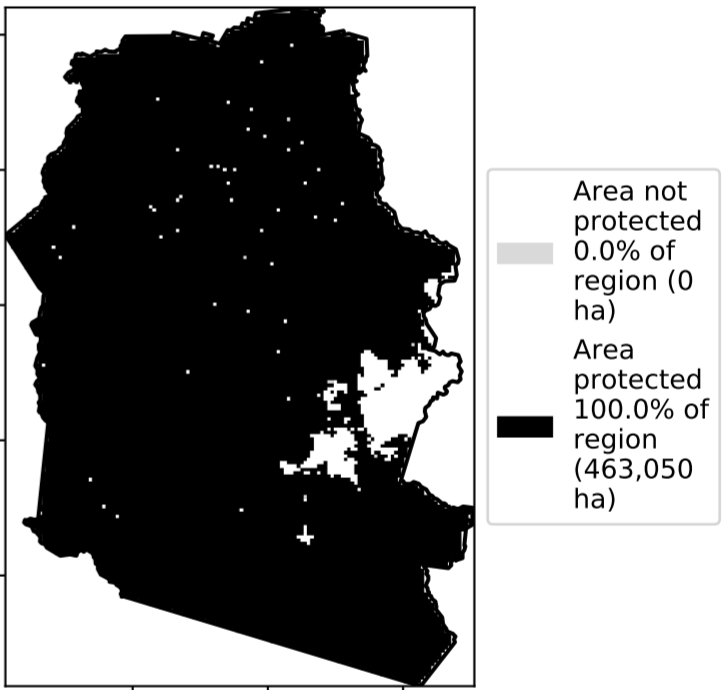 Area not
protected
0.0% of
region (0
ha)
Area
protected
100.0% of
region
(463,050
ha)